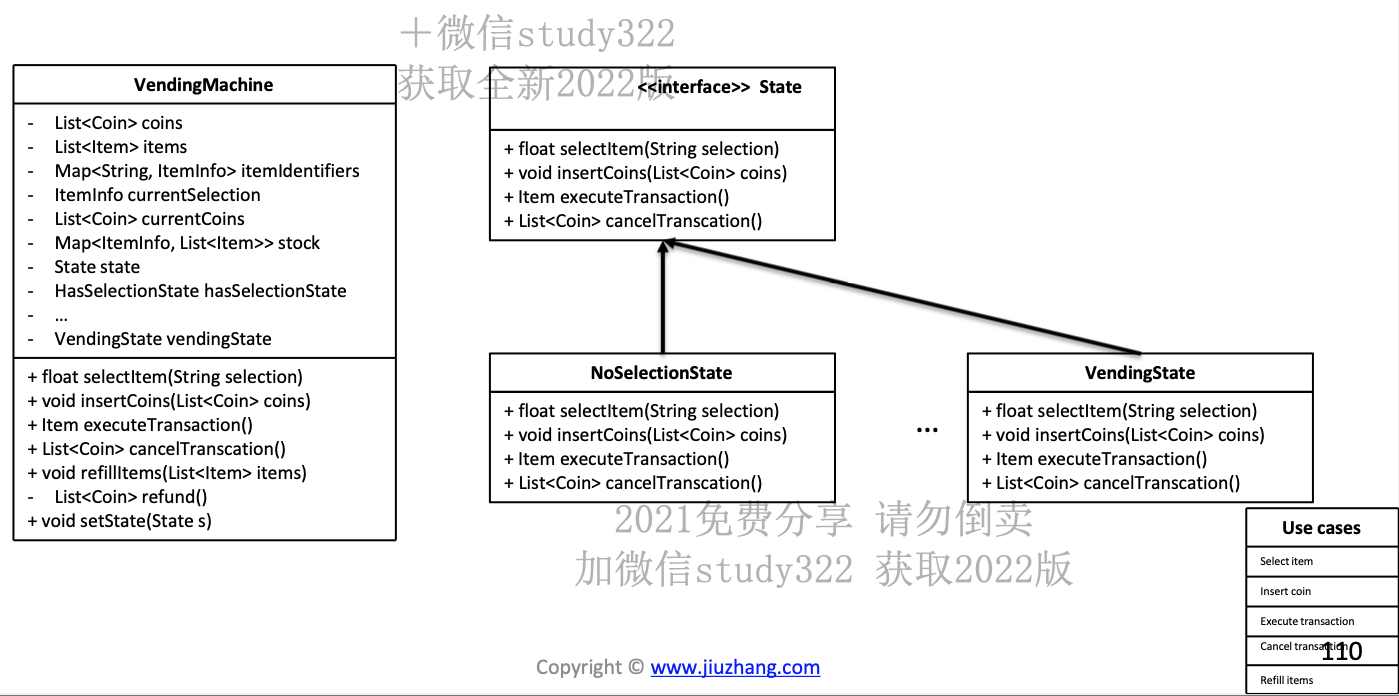 ＋微信study322
获取全新2022版
VendingMachine
- List<Coin> coins
- List<Item> items
- Map<String, ItemInfo> itemIdentifiers
- ItemInfo currentSelection
- List<Coin> currentCoins
- Map<ItemInfo, List<Item>> stock
- State state
- HasSelectionState hasSelectionState
- ...
- VendingState vendingState
+ float selectItem(String selection)
+ void insertCoins(List<Coin> coins)
+ Item executeTransaction()
+ List<Coin> cancelTranscation()
+ void refillItems(List<Item> items)
- List<Coin> refund()
+ void setState(State s)
<<interface>> State
+ float selectItem(String selection)
+ void insertCoins(List<Coin> coins)
+ Item executeTransaction()
+ List<Coin> cancelTranscation()
NoSelectionState
+ float selectItem(String selection)
+ void insertCoins(List<Coin> coins)
+ Item executeTransaction()
+ List<Coin> cancelTranscation()
...
VendingState
+ float selectItem(String selection)
+ void insertCoins(List<Coin> coins)
+ Item executeTransaction()
+ List<Coin> cancelTranscation()
2021免费分享 请勿倒卖
加微信study322 获取2022版
Use cases
Select item
Insert coin
Execute transaction
Cancel transaction
110
Refill items
Copyright © www.jiuzhang.com